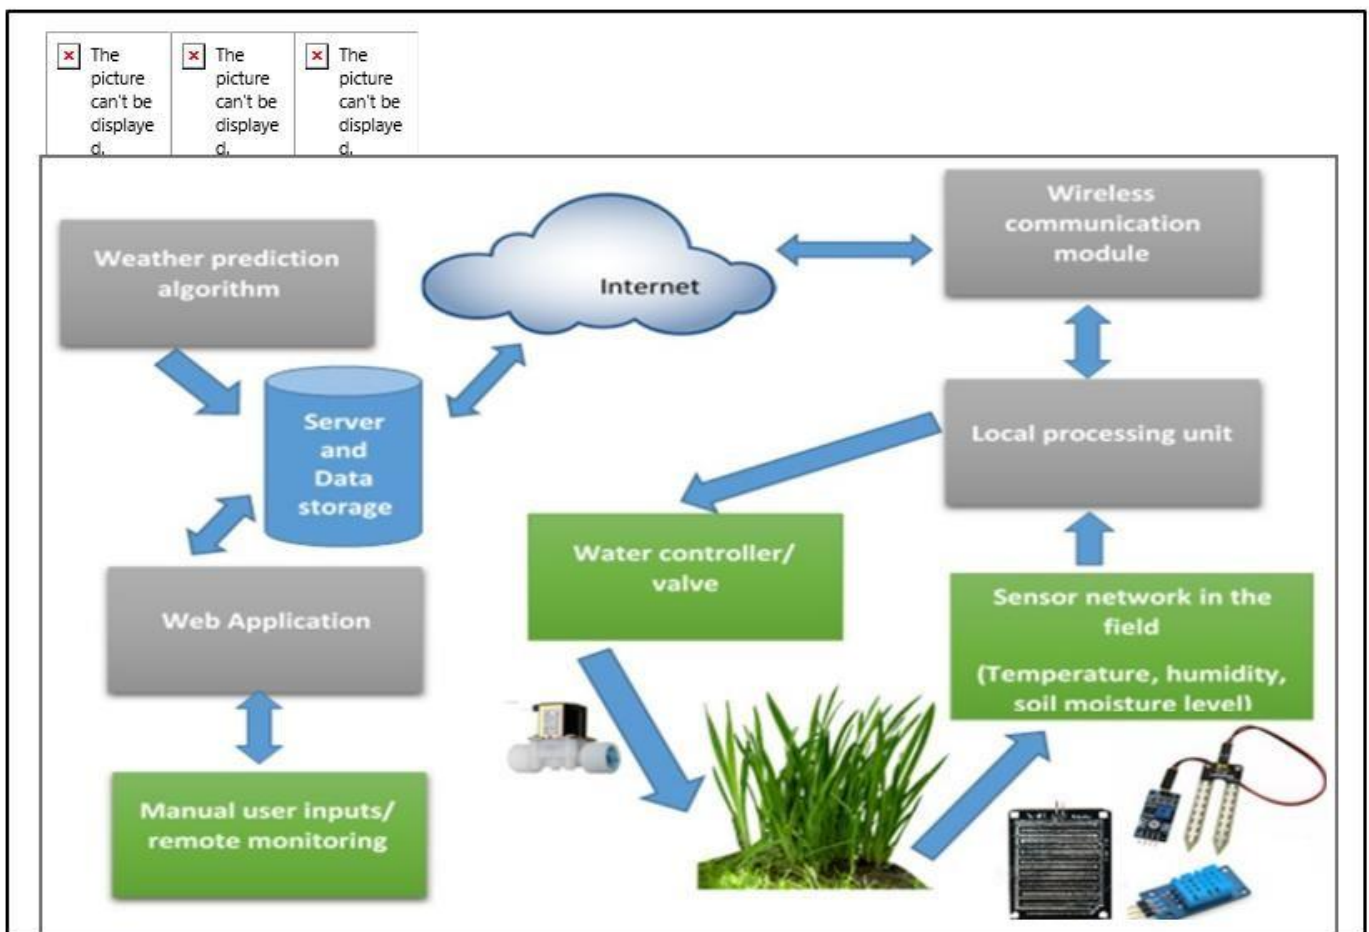 The
picture
can't be
displaye
d.
The
picture
can't be
displaye
d.
The
picture
can't be
displaye
d.
Weather prediction
algorithm
Internet
Wireless
communication
module
Server
and
Data
storage
Local processing unit
Water controller/
valve
Web Application
Sensor network in the
field
(Temperature, humidity,
soil moisture level)
Manual user inputs/
remote monitoring